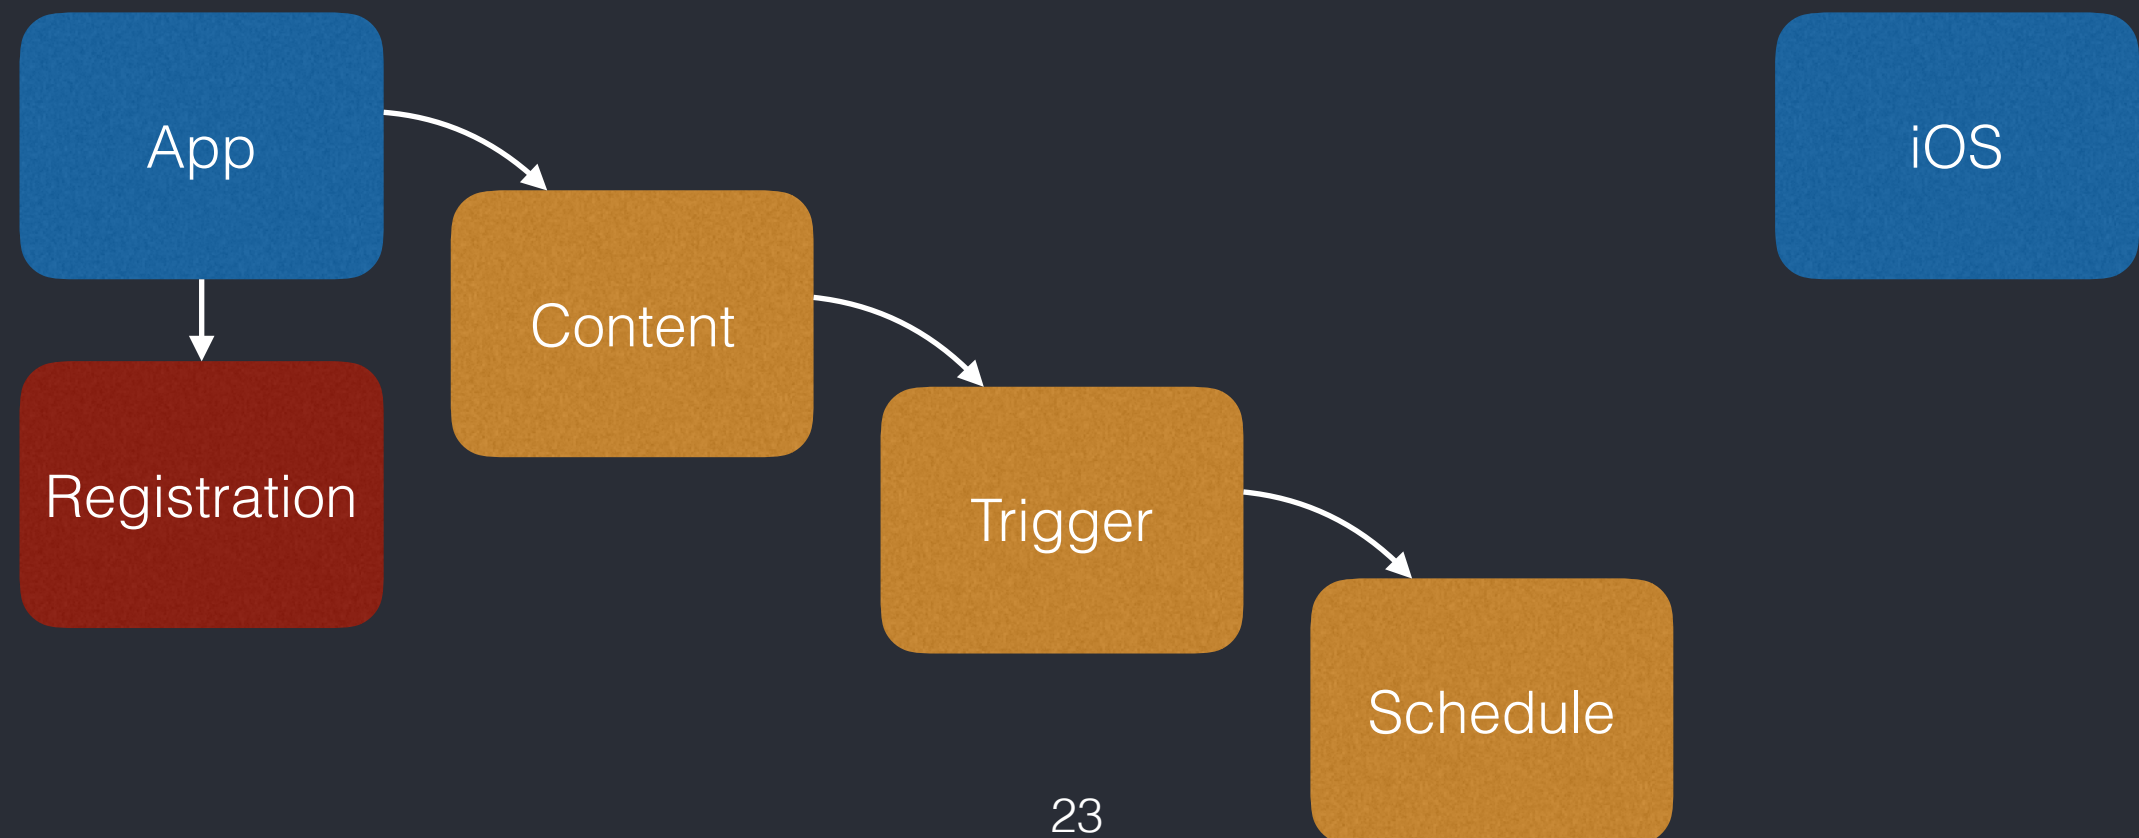 App
iOS
Content
Registration
Trigger
Schedule
23